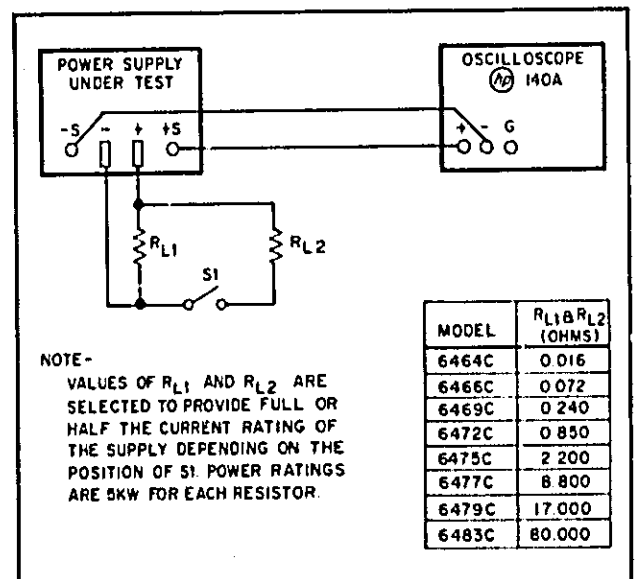 POWER SUPPLY
UNDER TEST
-S - + +S
OSCILLOSCOPE
hp 140A
+ - G
RL1
RL2
S1
NOTE-
VALUES OF RL1 AND RL2 ARE
SELECTED TO PROVIDE FULL OR
HALF THE CURRENT RATING OF
THE SUPPLY DEPENDING ON THE
POSITION OF S1. POWER RATINGS
ARE 5KW FOR EACH RESISTOR.
MODEL RL1&RL2 (OHMS)
6464C 0.016
6466C 0.072
6469C 0.240
6472C 0.850
6475C 2.200
6477C 8.800
6479C 17.000
6483C 80.000